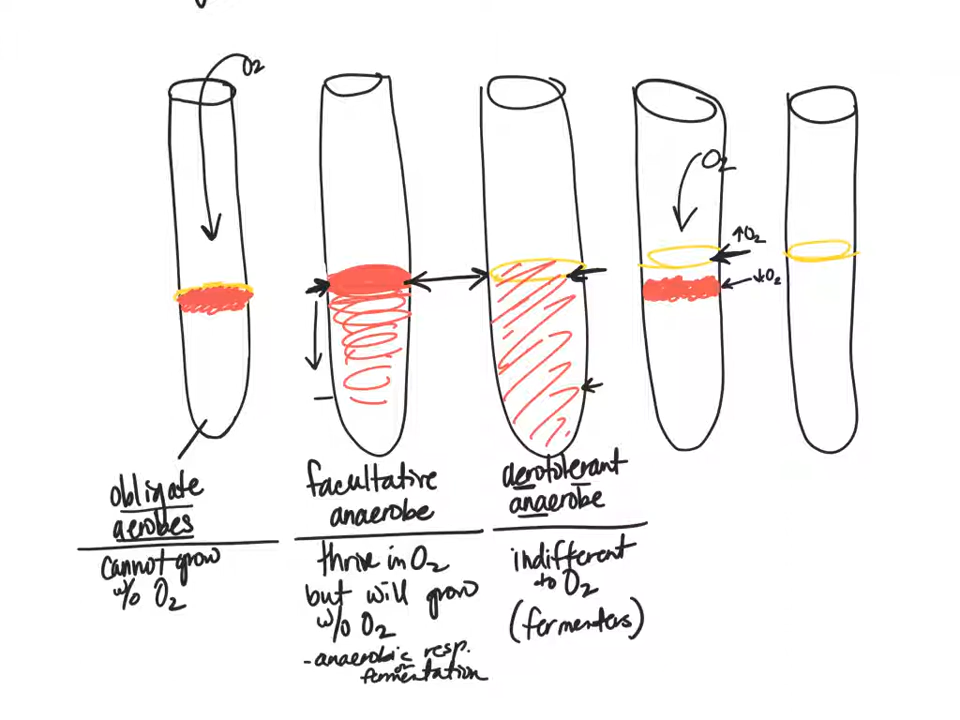 O2
O2
↑O2
↓O2
obligate
aerobes
cannot grow
w/o O2
facultative
anaerobe
thrive in O2
but will grow
w/o O2
-anaerobic resp.
or
fermentation
aerotolerant
anaerobe
indifferent
to O2
(fermenters)